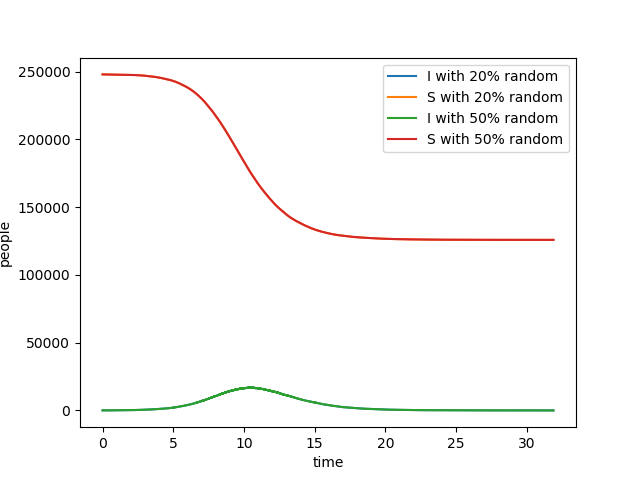 I with 20% random
S with 20% random
I with 50% random
S with 50% random
250000
200000
150000
100000
50000
0
people
0 5 10 15 20 25 30
time